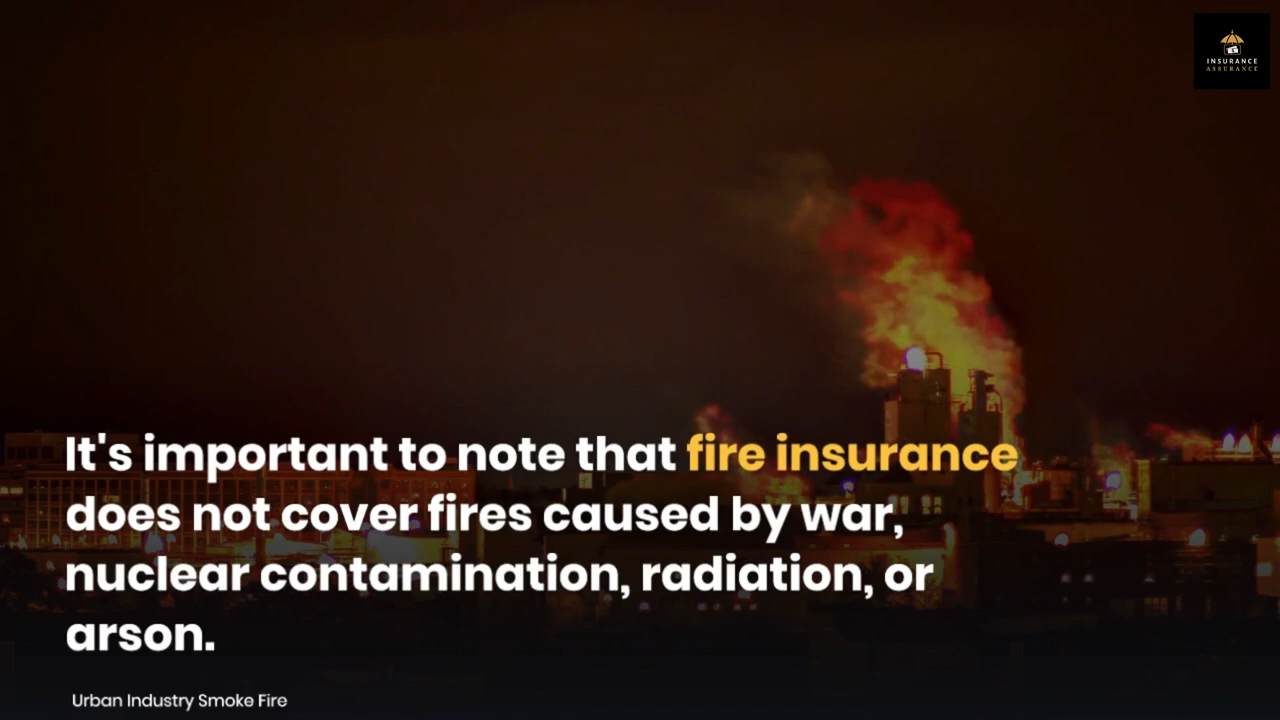 INSURANCE
ASSURANCE
It's important to note that fire insurance
does not cover fires caused by war,
nuclear contamination, radiation, or
arson.
Urban Industry Smoke Fire